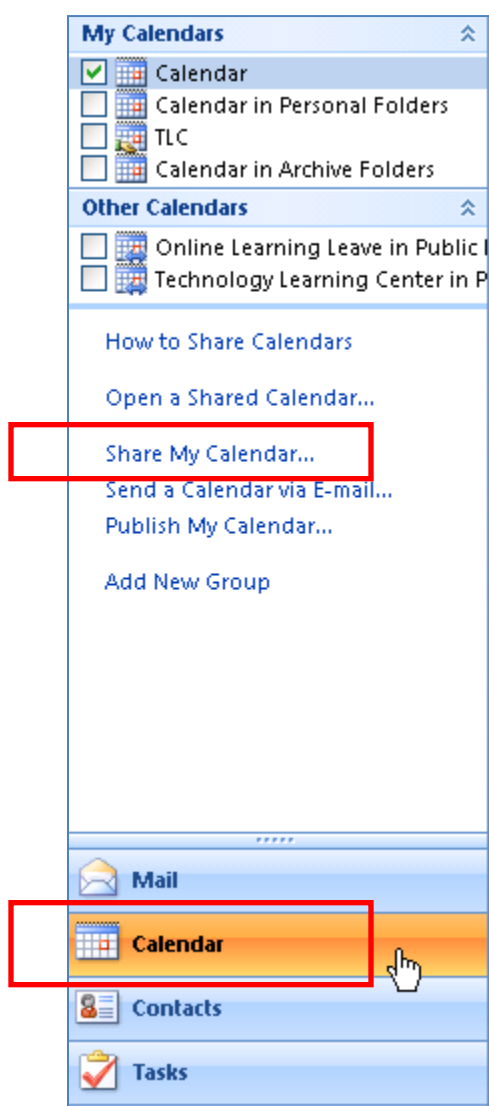 My Calendars
Calendar
Calendar in Personal Folders
TLC
Calendar in Archive Folders
Other Calendars
Online Learning Leave in Public
Technology Learning Center in P
How to Share Calendars
Open a Shared Calendar...
Share My Calendar...
Send a Calendar via E-mail...
Publish My Calendar...
Add New Group
Mail
Calendar
Contacts
Tasks